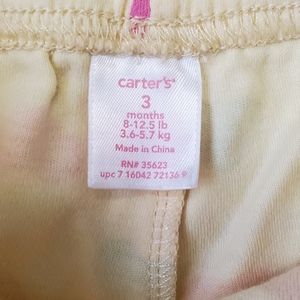 carter's
3
months
8-12.5 lb
3.6-5.7 kg
Made in China
RN# 35623
upc 7 16042 72136 9